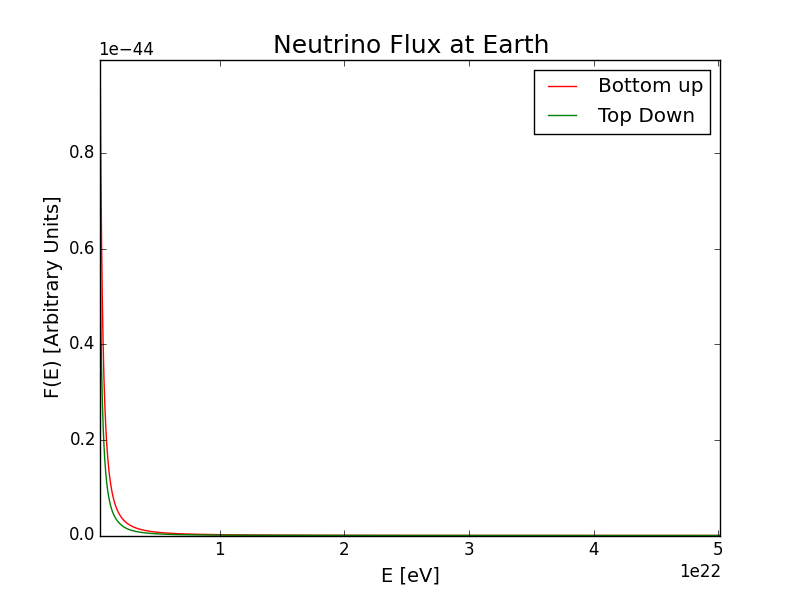 Neutrino Flux at Earth
1e−44
Bottom up
Top Down
0.8
0.6
0.4
0.2
0.0
F(E) [Arbitrary Units]
1 2 3 4 5
1e22
E [eV]